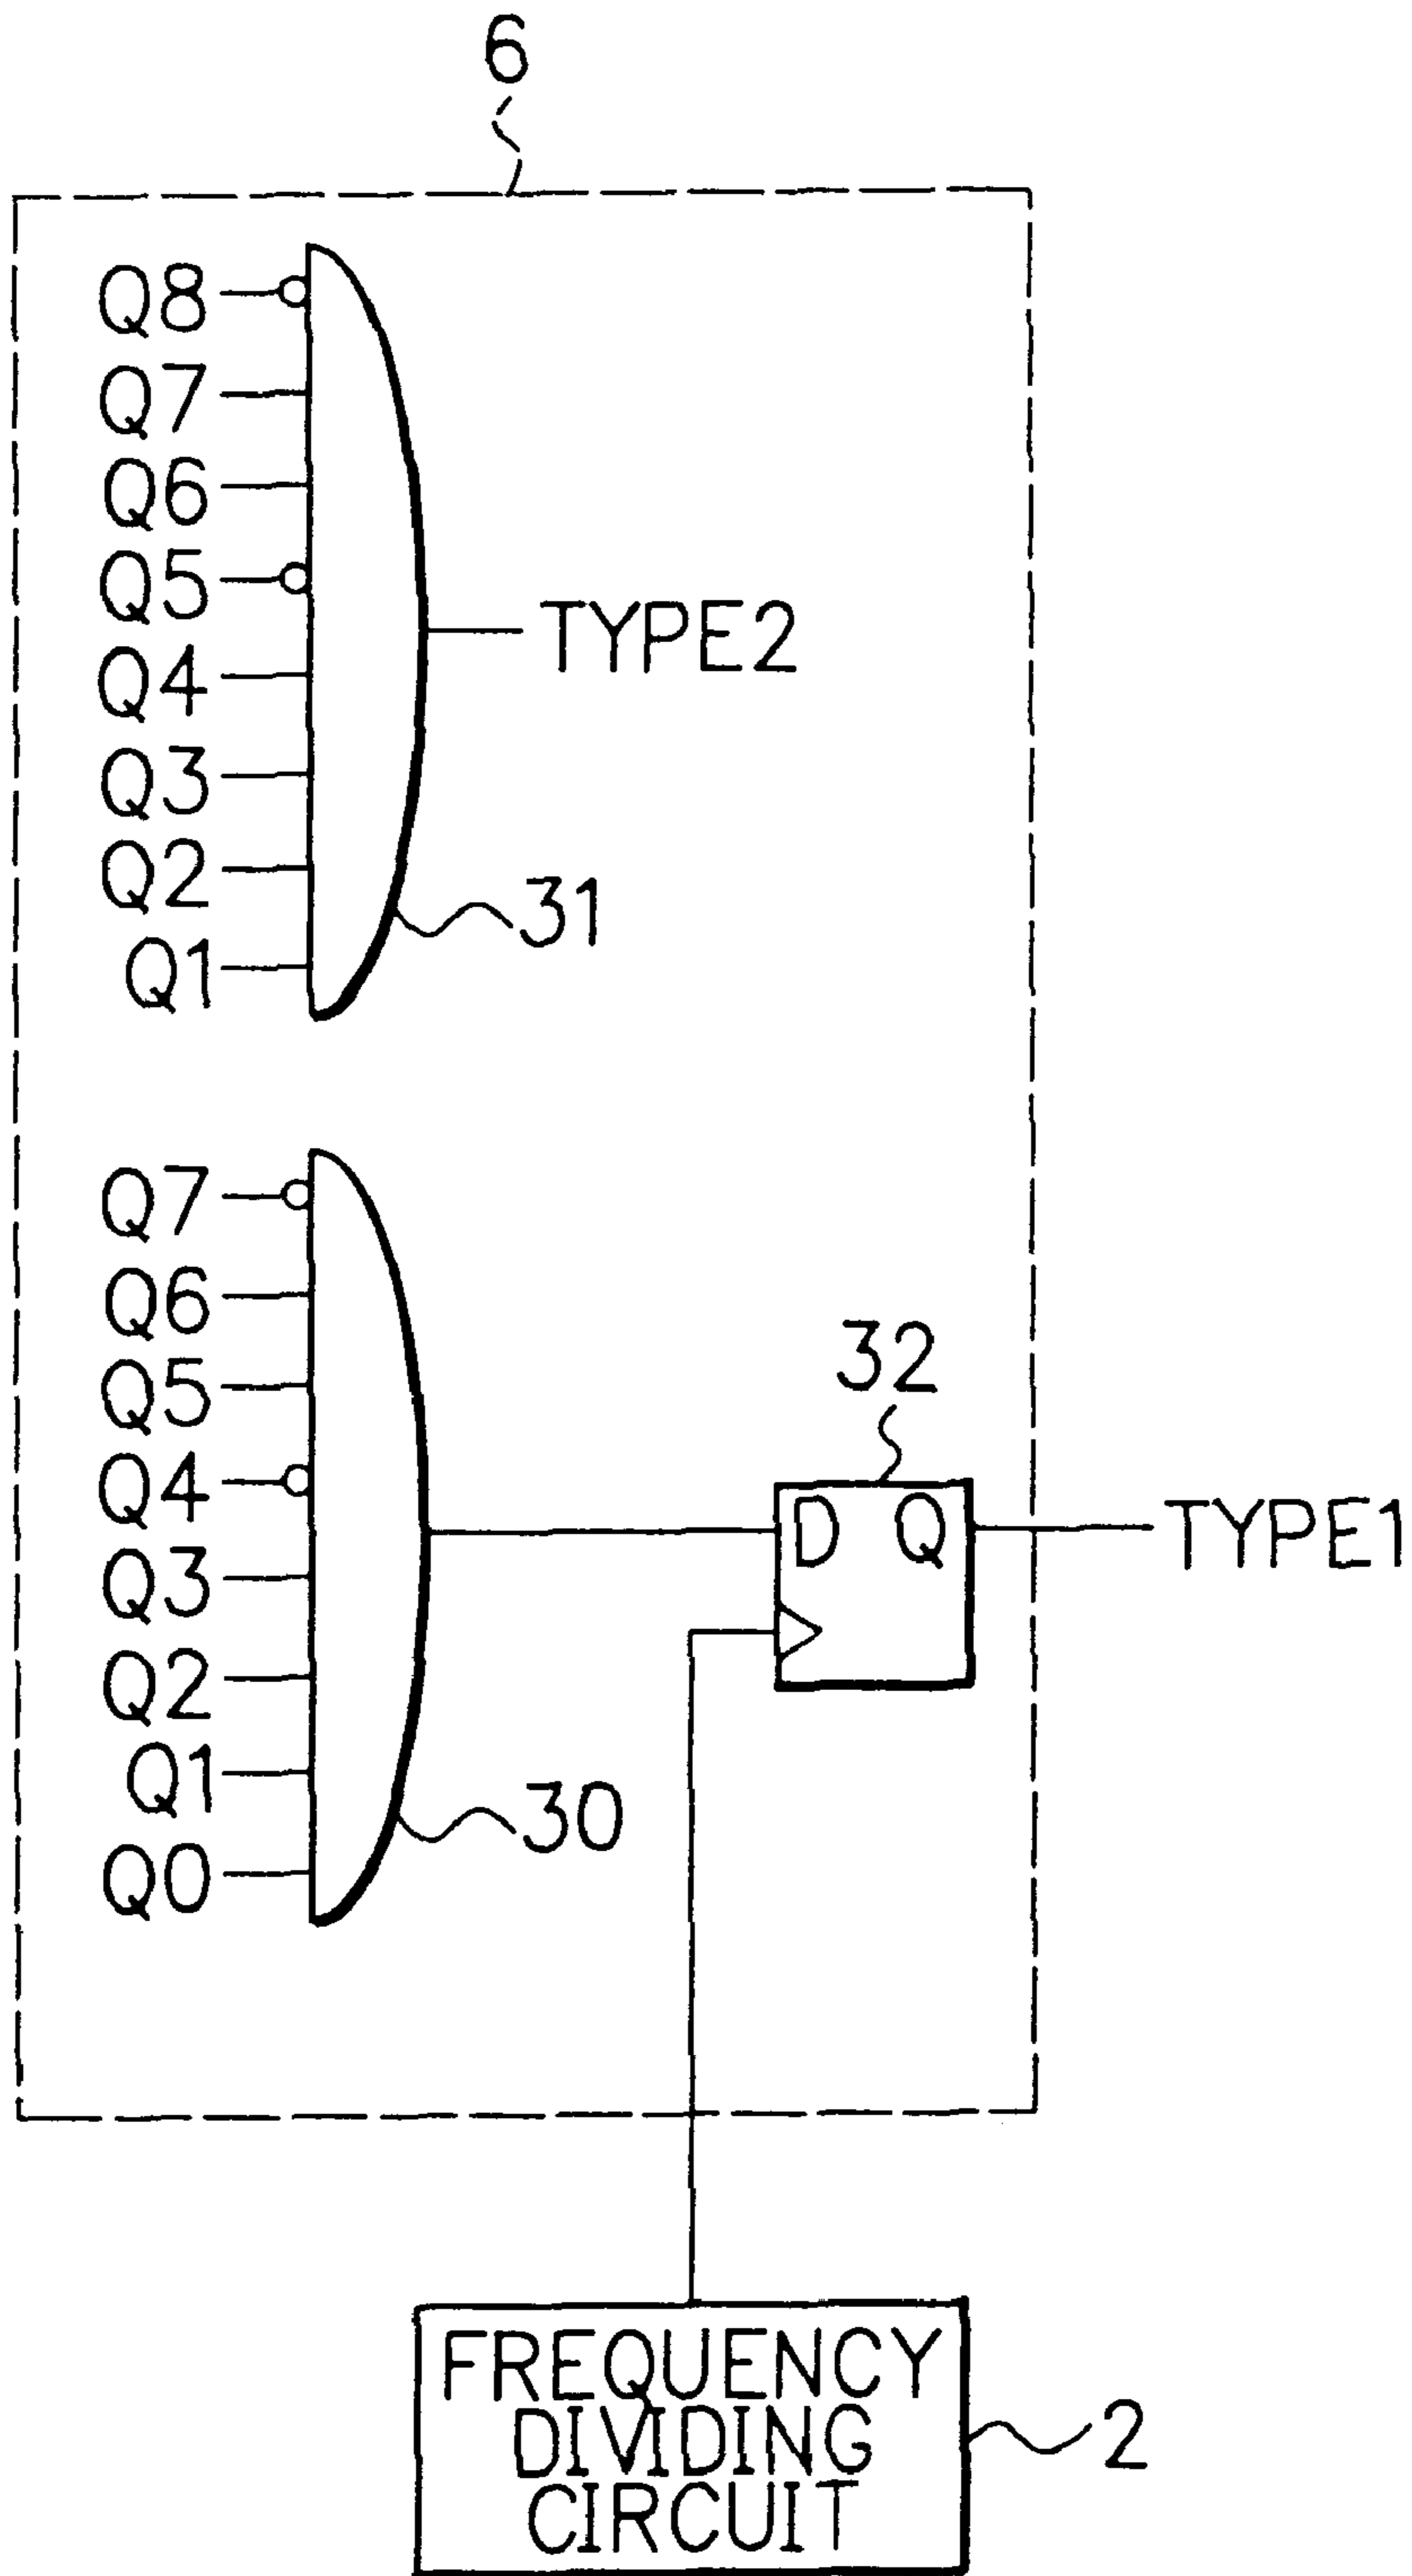 6
Q8
Q7
Q6
Q5
TYPE2
Q4
Q3
Q2
31
Q1
Q7
Q6
Q5
32
Q4
D Q
TYPE1
Q3
Q2
Q1
30
Q0
FREQUENCY
DIVIDING
CIRCUIT
2